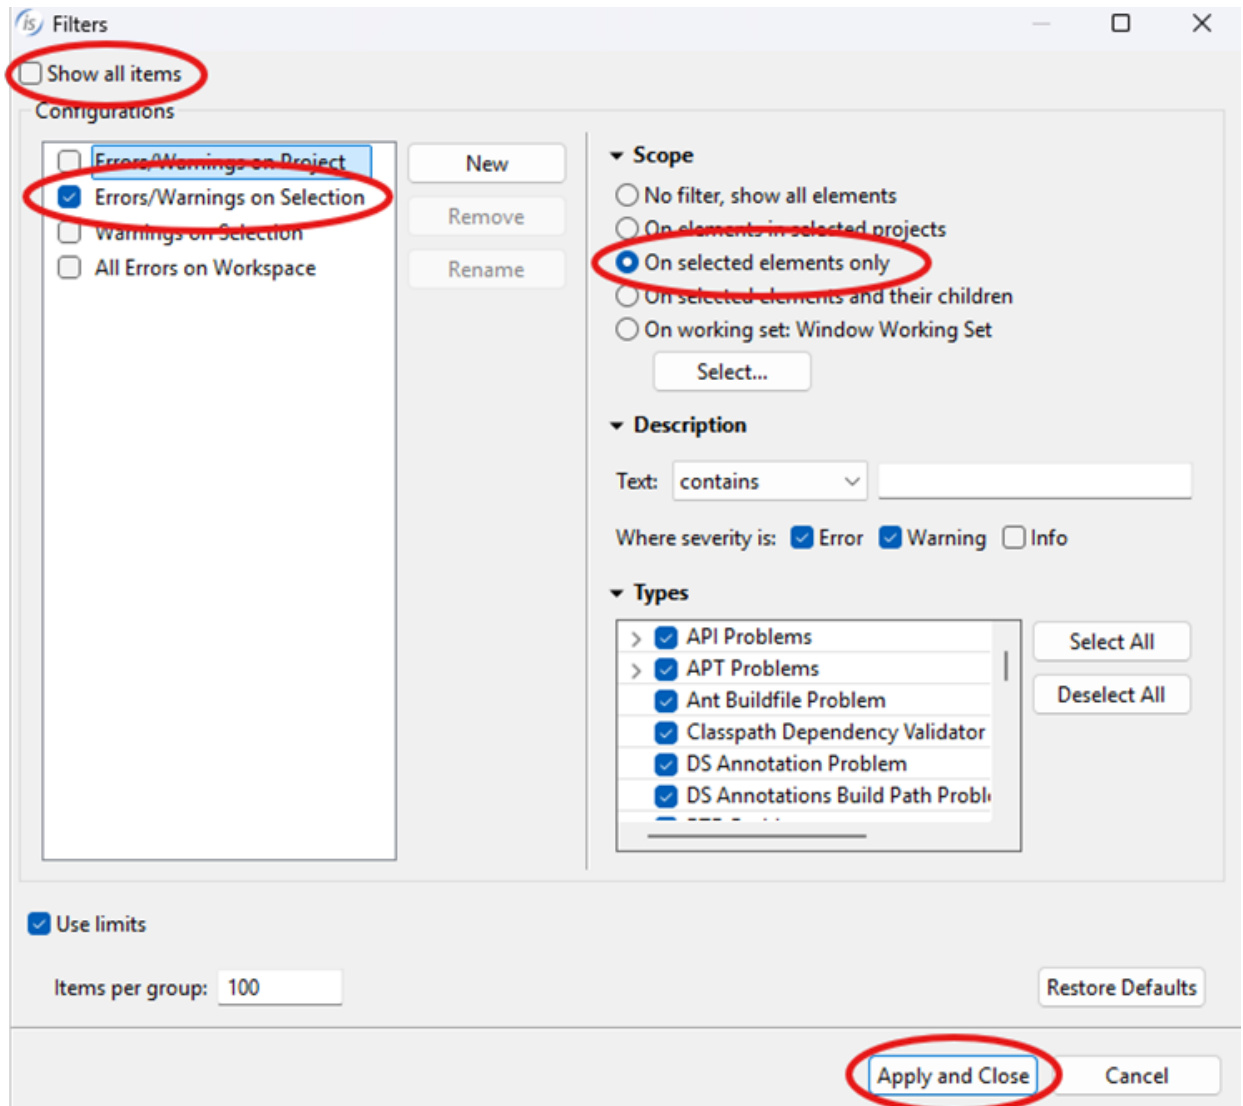 is Filters
Show all items
Configurations
Errors/Warnings on Project
Errors/Warnings on Selection
Warnings on Selection
All Errors on Workspace
New
Remove
Rename
Scope
No filter, show all elements
On elements in selected projects
On selected elements only
On selected elements and their children
On working set: Window Working Set
Select...
Description
Text: contains
Where severity is: Error Warning Info
Types
API Problems
APT Problems
Ant Buildfile Problem
Classpath Dependency Validator
DS Annotation Problem
DS Annotations Build Path
Select All
Deselect All
Use limits
Items per group: 100
Restore Defaults
Apply and Close
Cancel